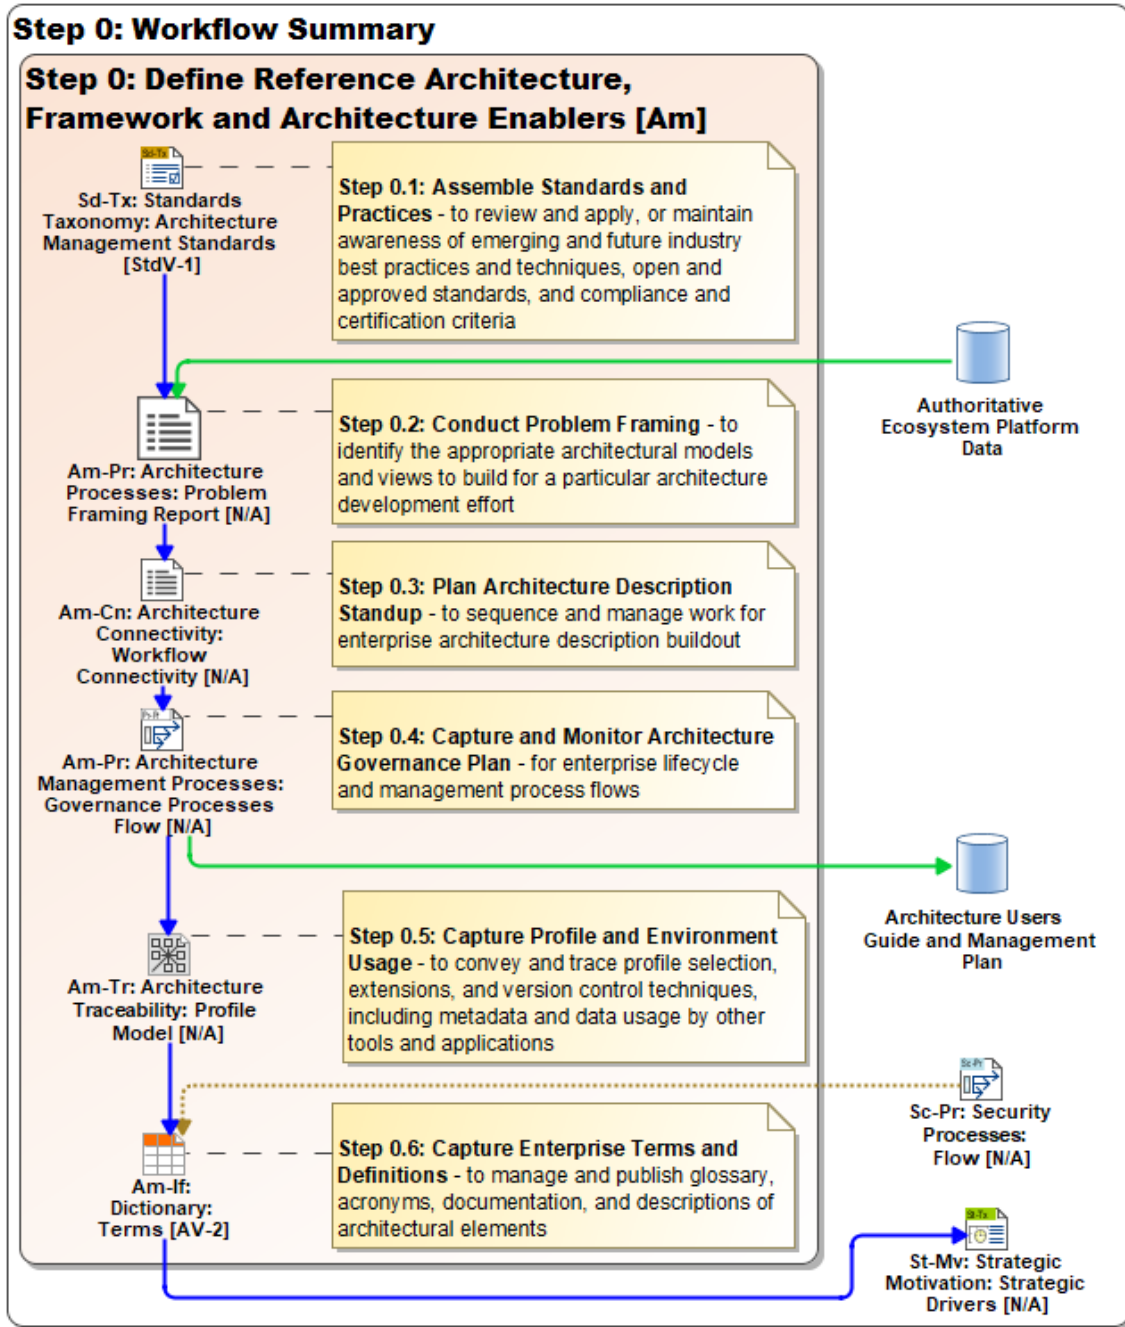 Step 0: Workflow Summary
Step 0: Define Reference Architecture,
Framework and Architecture Enablers [Am]
Sd-Tx
Sd-Tx: Standards
Taxonomy: Architecture
Management Standards
[StdV-1]
Step 0.1: Assemble Standards and
Practices - to review and apply, or maintain
awareness of emerging and future industry
best practices and techniques, open and
approved standards, and compliance and
certification criteria
Authoritative
Ecosystem Platform
Data
Am-Pr: Architecture
Processes: Problem
Framing Report [N/A]
Step 0.2: Conduct Problem Framing - to
identify the appropriate architectural models
and views to build for a particular architecture
development effort
Am-Cn: Architecture
Connectivity:
Workflow
Connectivity [N/A]
Step 0.3: Plan Architecture Description
Standup - to sequence and manage work for
enterprise architecture description buildout
Am-Pr: Architecture
Management Processes:
Governance Processes
Flow [N/A]
Step 0.4: Capture and Monitor Architecture
Governance Plan - for enterprise lifecycle
and management process flows
Architecture Users
Guide and Management
Plan
Am-Tr: Architecture
Traceability: Profile
Model [N/A]
Step 0.5: Capture Profile and Environment
Usage - to convey and trace profile selection,
extensions, and version control techniques,
including metadata and data usage by other
tools and applications
Sc-Pr
Sc-Pr: Security
Processes:
Flow [N/A]
Am-If:
Dictionary:
Terms [AV-2]
Step 0.6: Capture Enterprise Terms and
Definitions - to manage and publish glossary,
acronyms, documentation, and descriptions of
architectural elements
St-Tx
St-Mv: Strategic
Motivation: Strategic
Drivers [N/A]